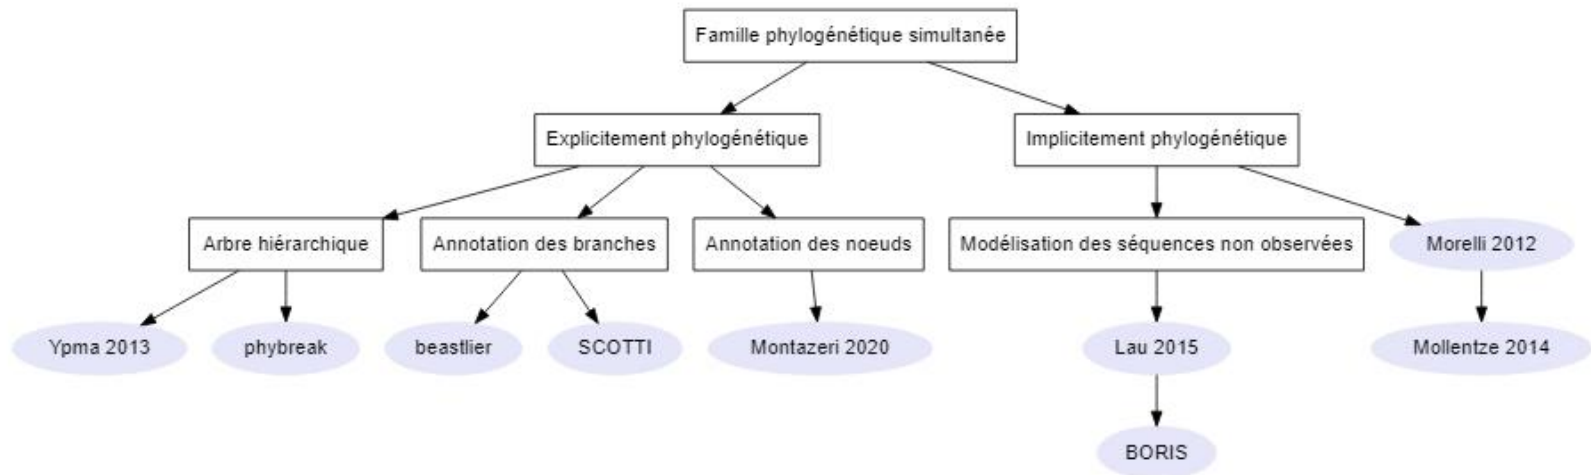 Famille phylogénétique simultanée
Explicitement phylogénétique
Implicitement phylogénétique
Arbre hiérarchique
Annotation des branches
Annotation des noeuds
Modélisation des séquences non observées
Morelli 2012
Ypma 2013
phybreak
beastlier
SCOTTI
Montazeri 2020
Lau 2015
Mollentze 2014
BORIS